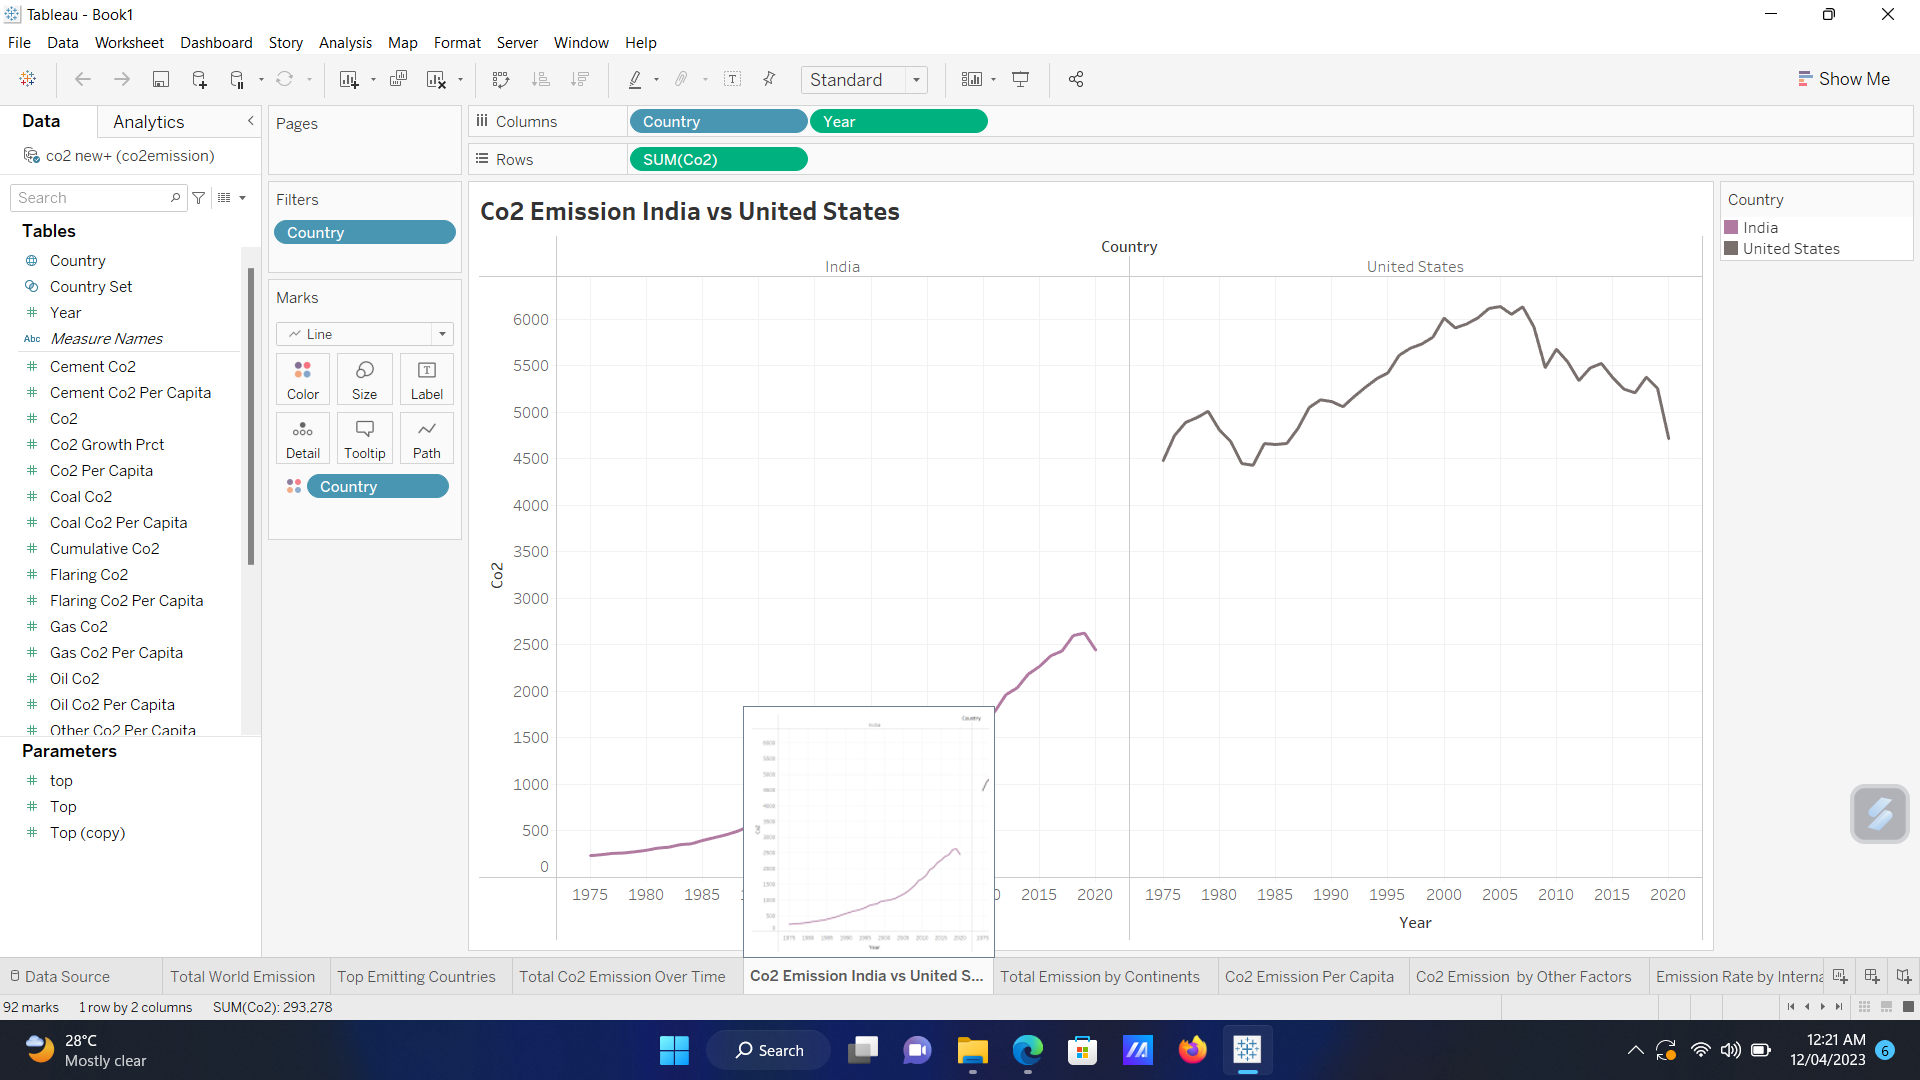 Tableau - Book1
File Data Worksheet Dashboard Story Analysis Map Format Server Window Help
Standard
Show Me
Data Analytics
co2 new+ (co2emission)
Search
Tables
Country
Country Set
Year
Abc Measure Names
Cement Co2
Cement Co2 Per Capita
Co2
Co2 Growth Prct
Co2 Per Capita
Coal Co2
Coal Co2 Per Capita
Cumulative Co2
Flaring Co2
Flaring Co2 Per Capita
Gas Co2
Gas Co2 Per Capita
Oil Co2
Oil Co2 Per Capita
Other Co2 Per Capita
Parameters
top
Top
Top (copy)
Pages
Filters
Country
Marks
Line
Color Size Label
Detail Tooltip Path
Country
Columns Country Year
Rows SUM(Co2)
Co2 Emission India vs United States
Country
India United States
6000
5500
5000
4500
4000
3500
3000
2500
2000
1500
1000
500
0
Co2
1975 1980 1985 2015 2020 1975 1980 1985 1990 1995 2000 2005 2010 2015 2020
Year
Country
India
United States
Country
India
Co2
Year
Data Source Total World Emission Top Emitting Countries Total Co2 Emission Over Time Co2 Emission India vs United S... Total Emission by Continents Co2 Emission Per Capita Co2 Emission by Other Factors Emission Rate by Interna
92 marks 1 row by 2 columns SUM(Co2): 293,278
28°C
Mostly clear
Search
12:21 AM
12/04/2023
6